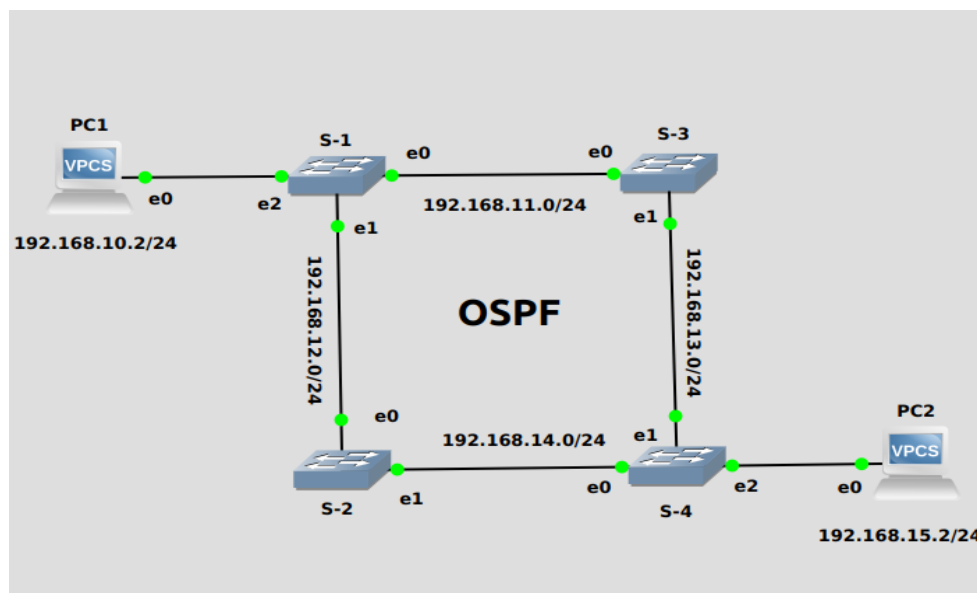 PC1
VPCS
e0
192.168.10.2/24
S-1
e2
e0
e1
192.168.11.0/24
S-3
e0
e1
192.168.12.0/24
OSPF
192.168.13.0/24
e0
S-2
e1
192.168.14.0/24
e1
e0
S-4
e2
PC2
VPCS
e0
192.168.15.2/24